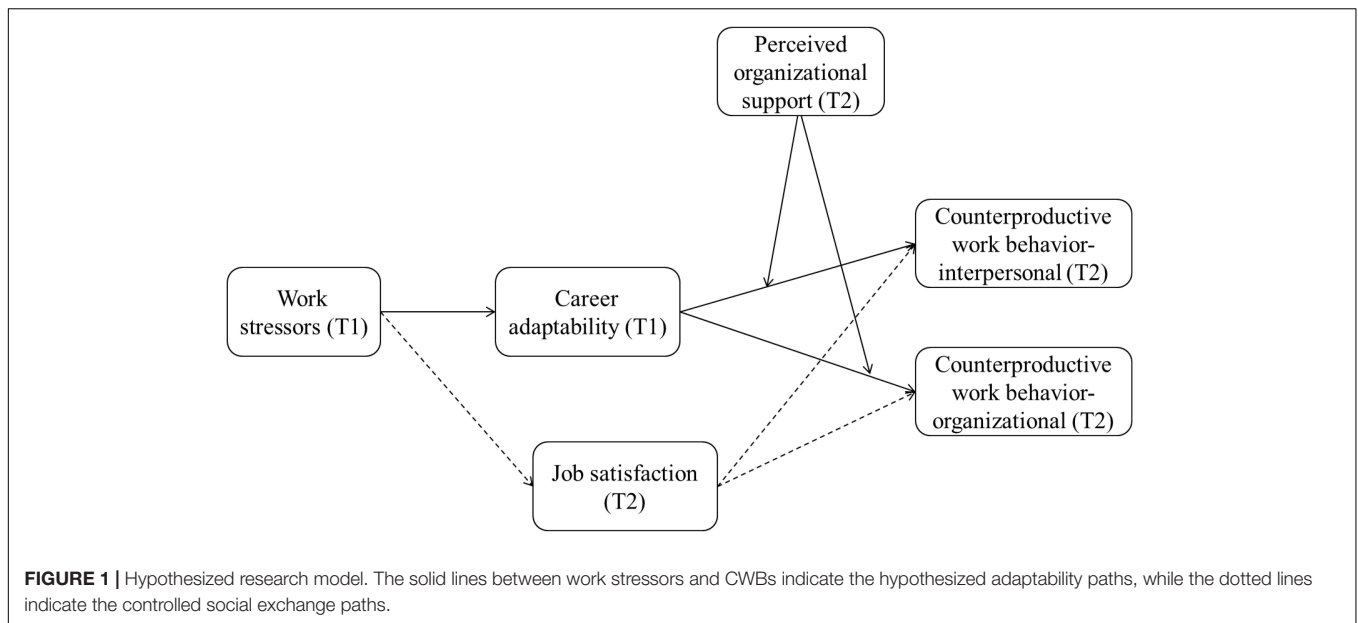 Perceived
organizational
support (T2)
Counterproductive
work behavior-
interpersonal (T2)
Work
stressors (T1)
Career
adaptability (T1)
Counterproductive
work behavior-
organizational (T2)
Job satisfaction
(T2)
FIGURE 1 | Hypothesized research model. The solid lines between work stressors and CWBs indicate the hypothesized adaptability paths, while the dotted lines
indicate the controlled social exchange paths.